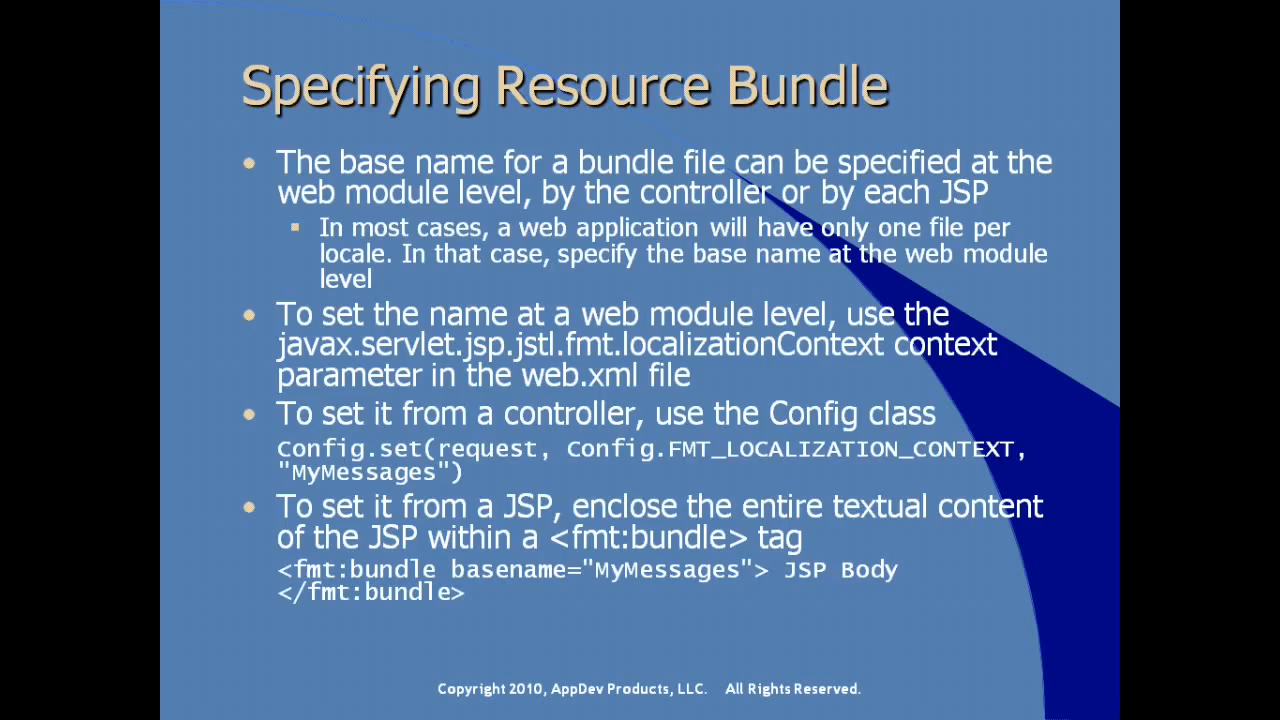 Specifying Resource Bundle
The base name for a bundle file can be specified at the
web module level, by the controller or by each JSP
In most cases, a web application will have only one file per
locale. In that case, specify the base name at the web module
level
To set the name at a web module level, use the
javax.servlet.jsp.jstl.fmt.localizationContext context
parameter in the web.xml file
To set it from a controller, use the Config class
Config.set(request, Config.FMT_LOCALIZATION_CONTEXT,
"MyMessages")
To set it from a JSP, enclose the entire textual content
of the JSP within a <fmt:bundle> tag
<fmt:bundle basename="MyMessages"> JSP Body
</fmt:bundle>
Copyright 2010, AppDev Products, LLC. All Rights Reserved.